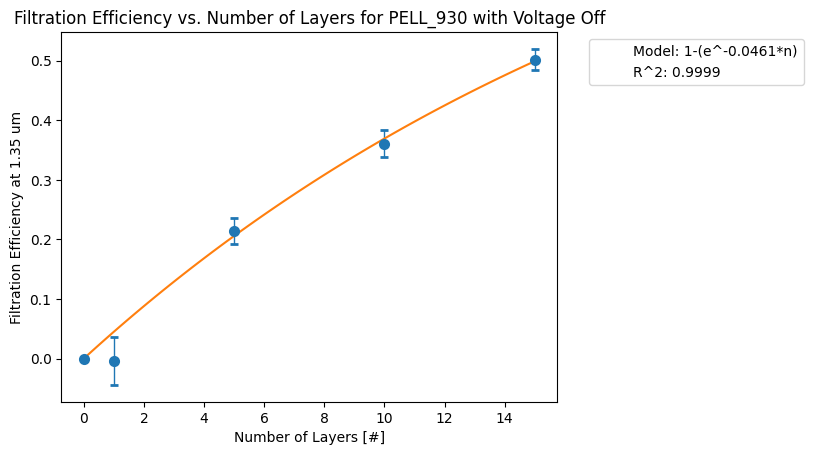 Filtration Efficiency vs. Number of Layers for PELL_930 with Voltage Off
Model: 1-(e^-0.0461*n)
R^2: 0.9999
Filtration Efficiency at 1.35 um
0.5
0.4
0.3
0.2
0.1
0.0
0 2 4 6 8 10 12 14
Number of Layers [#]